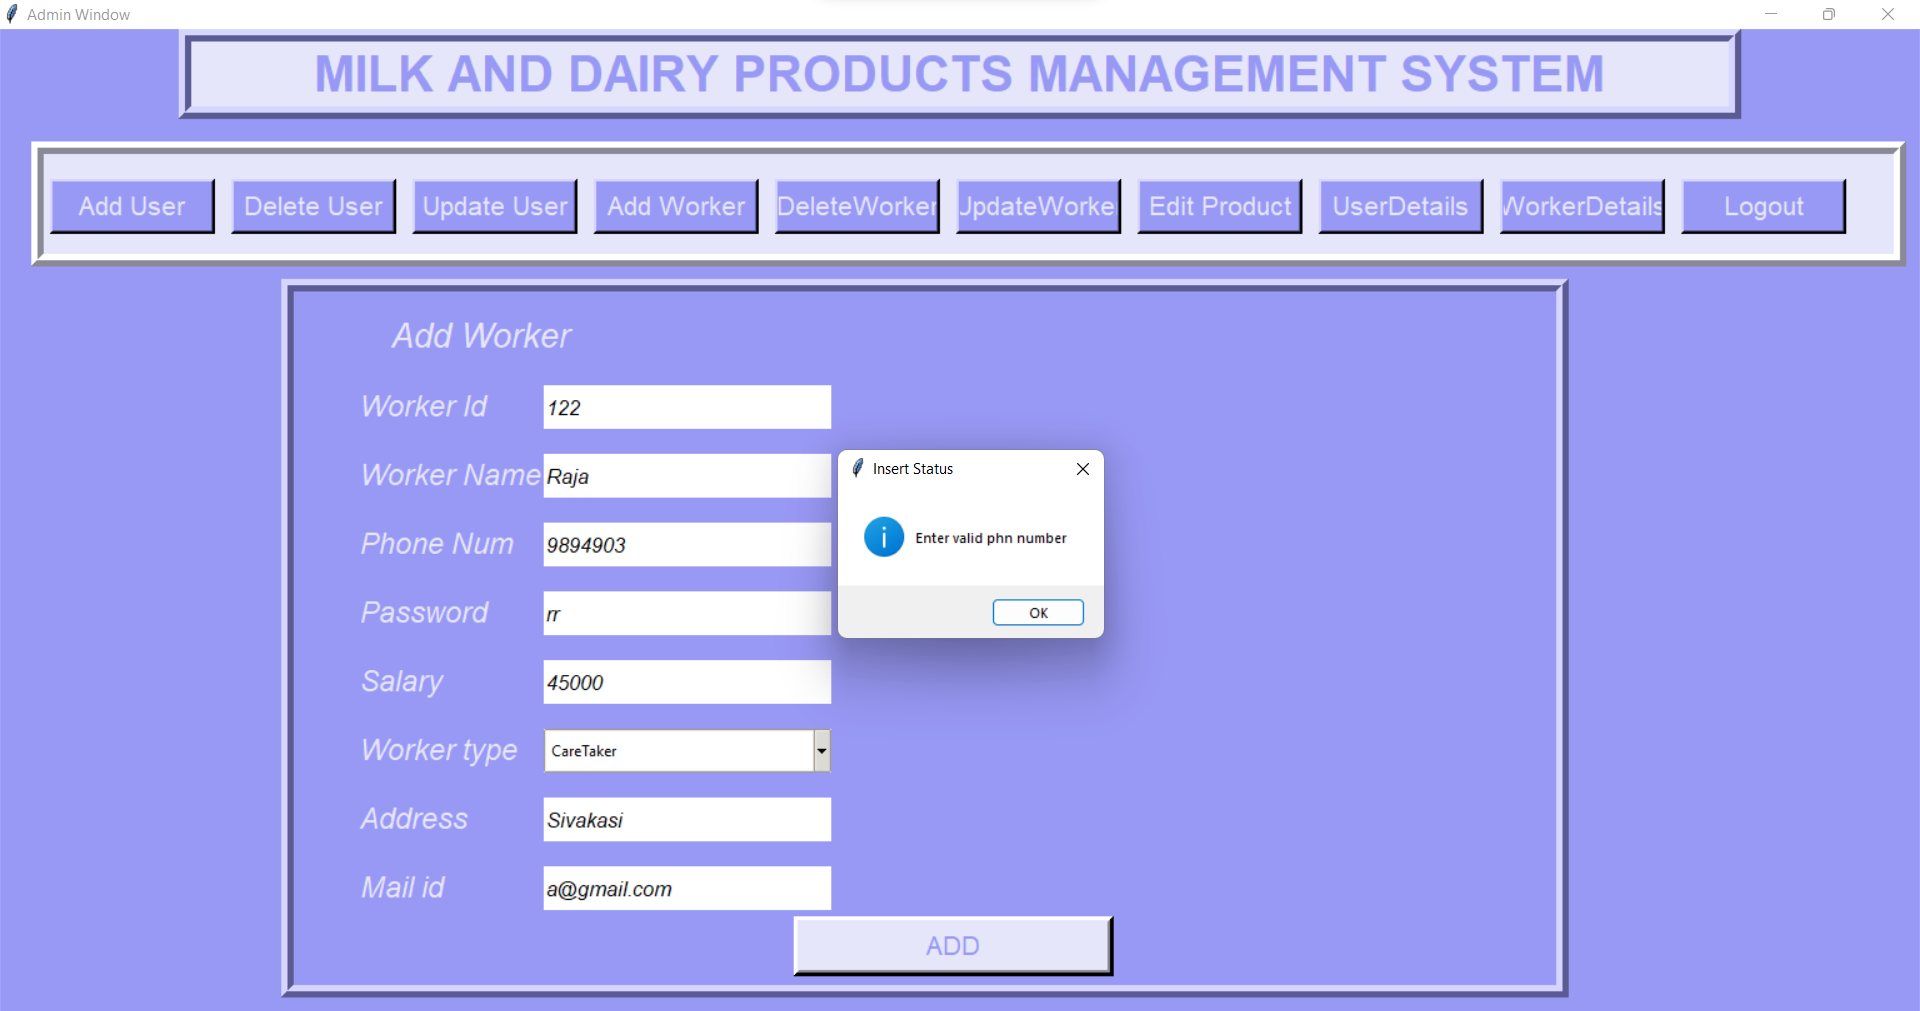 Admin Window
MILK AND DAIRY PRODUCTS MANAGEMENT SYSTEM
Add User Delete User Update User Add Worker DeleteWorker UpdateWorke Edit Product UserDetails WorkerDetails Logout
Add Worker
Worker Id 122
Worker Name Raja
Phone Num 9894903
Password rr
Salary 45000
Worker type CareTaker
Address Sivakasi
Mail id a@gmail.com
ADD
Insert Status
Enter valid phn number
OK